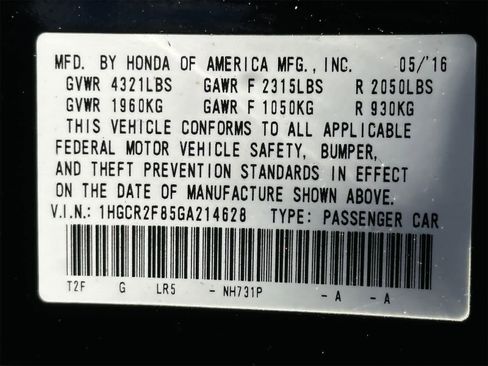 MFD. BY HONDA OF AMERICA MFG., INC. 05/'16
GVWR 4321LBS GAWR F 2315LBS R 2050LBS
GVWR 1960KG GAWR F 1050KG R 930KG
THIS VEHICLE CONFORMS TO ALL APPLICABLE
FEDERAL MOTOR VEHICLE SAFETY, BUMPER,
AND THEFT PREVENTION STANDARDS IN EFFECT
ON THE DATE OF MANUFACTURE SHOWN ABOVE.
V.I.N.: 1HGCR2F85GA214628 TYPE: PASSENGER CAR
T2F G LR5 - NH731P - A - A